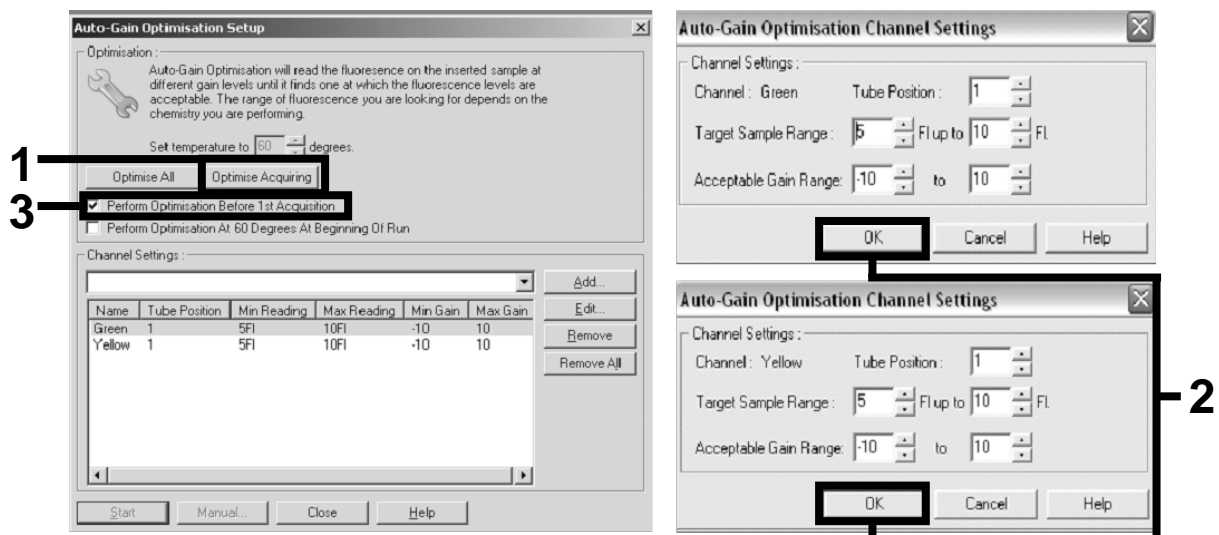 Auto-Gain Optimisation Setup
Optimisation :
Auto-Gain Optimisation will read the fluoresence on the inserted sample at
different gain levels until it finds one at which the fluorescence levels are
acceptable. The range of fluorescence you are looking for depends on the
chemistry you are performing.
Set temperature to 60 degrees.
1
Optimise All Optimise Acquiring
3
Perform Optimisation Before 1st Acquisition
Perform Optimisation At 60 Degrees At Beginning Of Run
Channel Settings :
Add...
Name Tube Position Min Reading Max Reading Min Gain Max Gain
Edit...
Green 1 5Fl 10Fl -10 10
Yellow 1 5Fl 10Fl -10 10
Remove
Remove All
Start Manual... Close Help
Auto-Gain Optimisation Channel Settings
Channel Settings :
Channel : Green Tube Position : 1
Target Sample Range : 5 Fl up to 10 Fl.
Acceptable Gain Range: -10 to 10
OK Cancel Help
Auto-Gain Optimisation Channel Settings
Channel Settings :
Channel : Yellow Tube Position : 1
Target Sample Range : 5 Fl up to 10 Fl.
Acceptable Gain Range: -10 to 10
OK Cancel Help
2